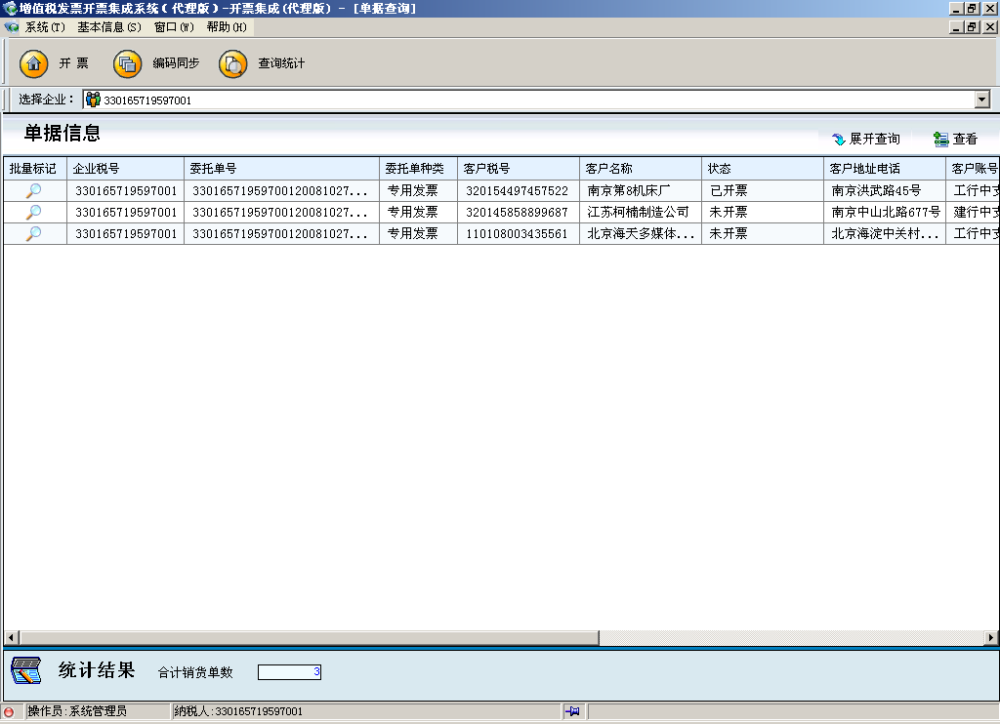 增值税发票开票集成系统(代理版)-开票集成(代理版) - [单据查询]
系统(T) 基本信息(S) 窗口(W) 帮助(H)
开 票 编码同步 查询统计
选择企业： 330165719597001
单据信息
展开查询 查看
批量标记 企业税号 委托单号 委托单种类 客户税号 客户名称 状态 客户地址电话 客户账号
330165719597001 33016571959700120081027... 专用发票 320154497457522 南京第8机床厂 已开票 南京洪武路45号 工行中支
330165719597001 33016571959700120081027... 专用发票 320145858899687 江苏柯楠制造公司 未开票 南京中山北路677号 建行中支
330165719597001 33016571959700120081027... 专用发票 110108003435561 北京海天多媒体... 未开票 北京海淀中关村... 工行中支
统计结果 合计销货单数 3
操作员:系统管理员 纳税人:330165719597001